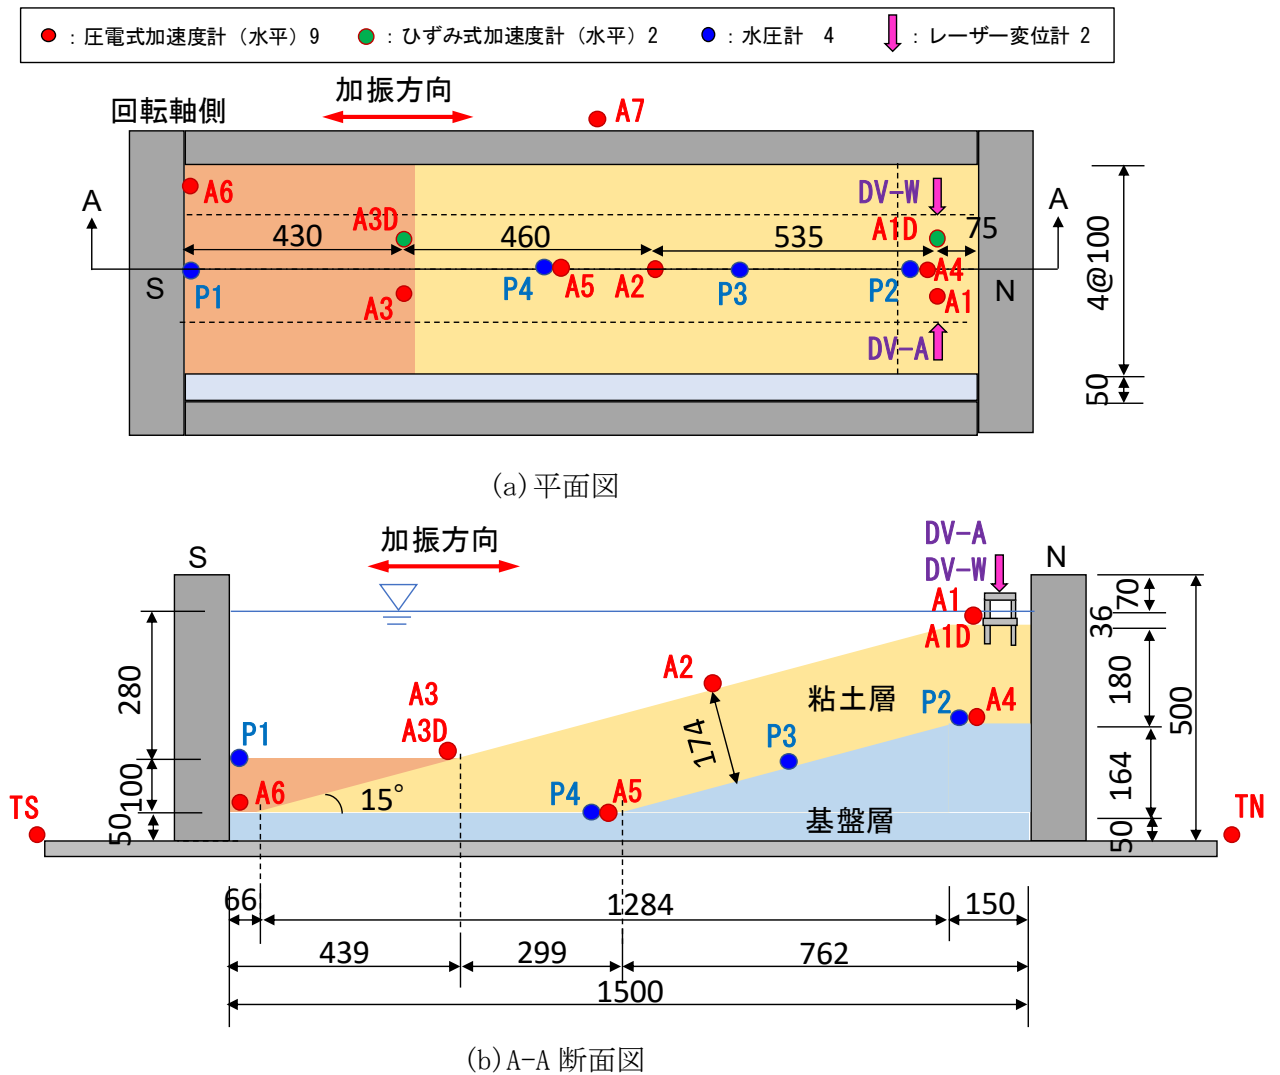 ：圧電式加速度計（水平）9 ：ひずみ式加速度計（水平）2 ：水圧計 4 ：レーザー変位計 2
加振方向
A7
回転軸側
A6
DV-W
A
A
A3D
A1D
75
430
460
535
S
P1
P4
A5
A2
P3
P2
A4
N
A3
A1
DV-A
4@100
50
(a)平面図
加振方向
DV-A
S
DV-W
N
70
A1
36
A1D
A2
280
A3
粘土層
180
P2
A4
500
P1
A3D
174
P3
100
A6
15°
P4
A5
164
TS
50
基盤層
50
TN
66
1284
150
439
299
762
1500
(b)A-A 断面図